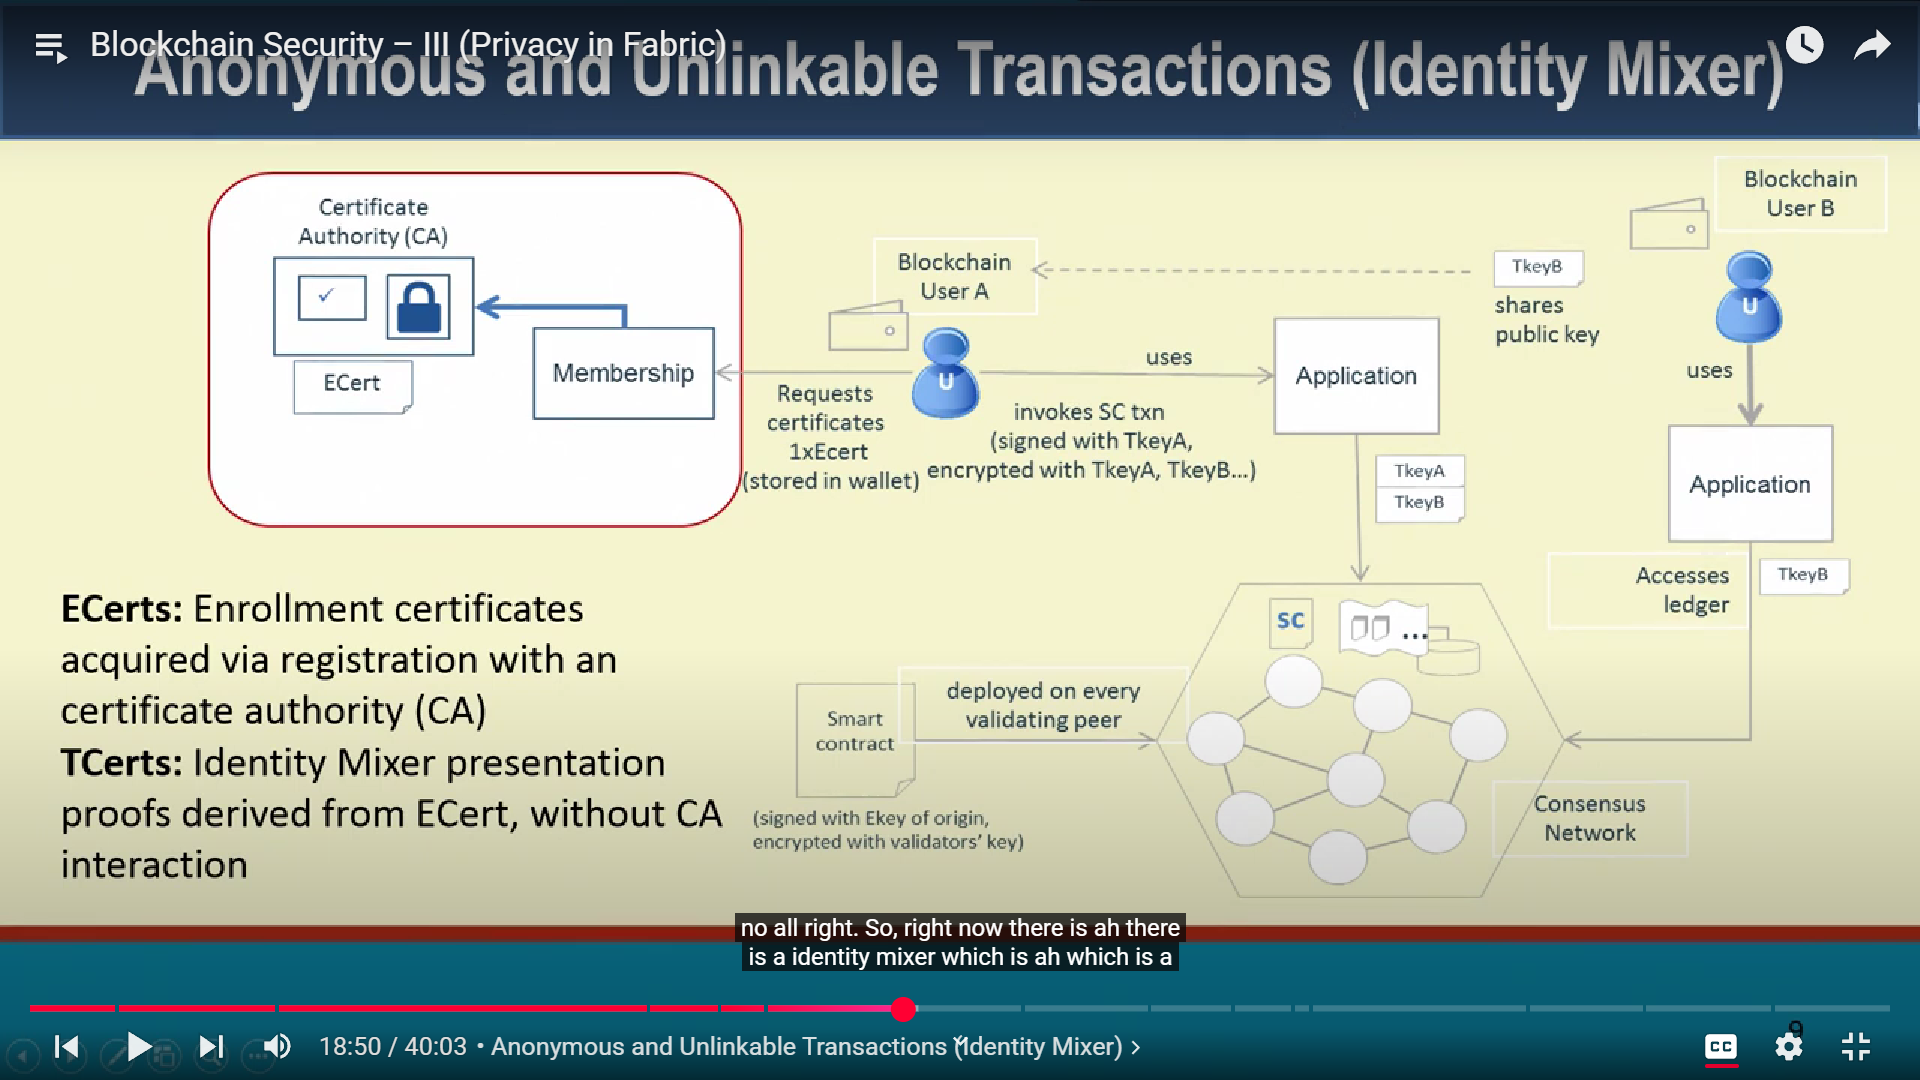 Blockchain Security – III (Privacy in Fabric)
Anonymous and Unlinkable Transactions (Identity Mixer)
Certificate
Authority (CA)
ECert
Membership
Blockchain
User A
U
Requests
certificates
1xEcert
(stored in wallet)
uses
invokes SC txn
(signed with TkeyA,
encrypted with TkeyA, TkeyB...)
Application
TkeyA
TkeyB
TkeyB
shares
public key
Blockchain
User B
U
uses
Application
Accesses
ledger
TkeyB
ECerts: Enrollment certificates
acquired via registration with an
certificate authority (CA)
TCerts: Identity Mixer presentation
proofs derived from ECert, without CA
interaction
Smart
contract
(signed with Ekey of origin,
encrypted with validators' key)
deployed on every
validating peer
SC
...
Consensus
Network
no all right. So, right now there is ah there
is a identity mixer which is ah which is a
18:50 / 40:03 • Anonymous and Unlinkable Transactions (Identity Mixer)
CC
9